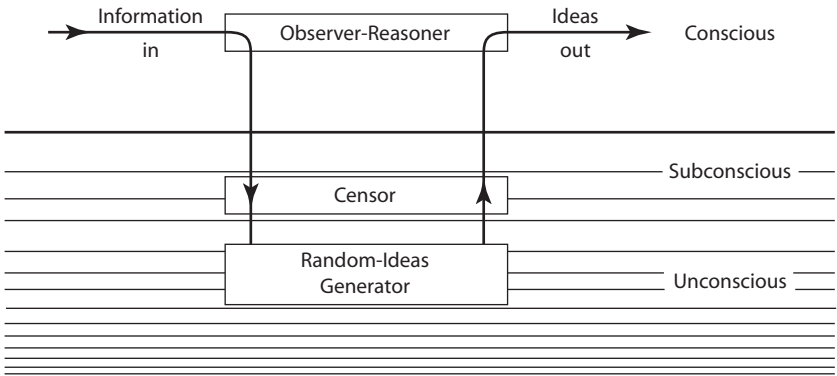 Information
in
Observer-Reasoner
Ideas
out
Conscious
Subconscious
Censor
Random-Ideas
Generator
Unconscious